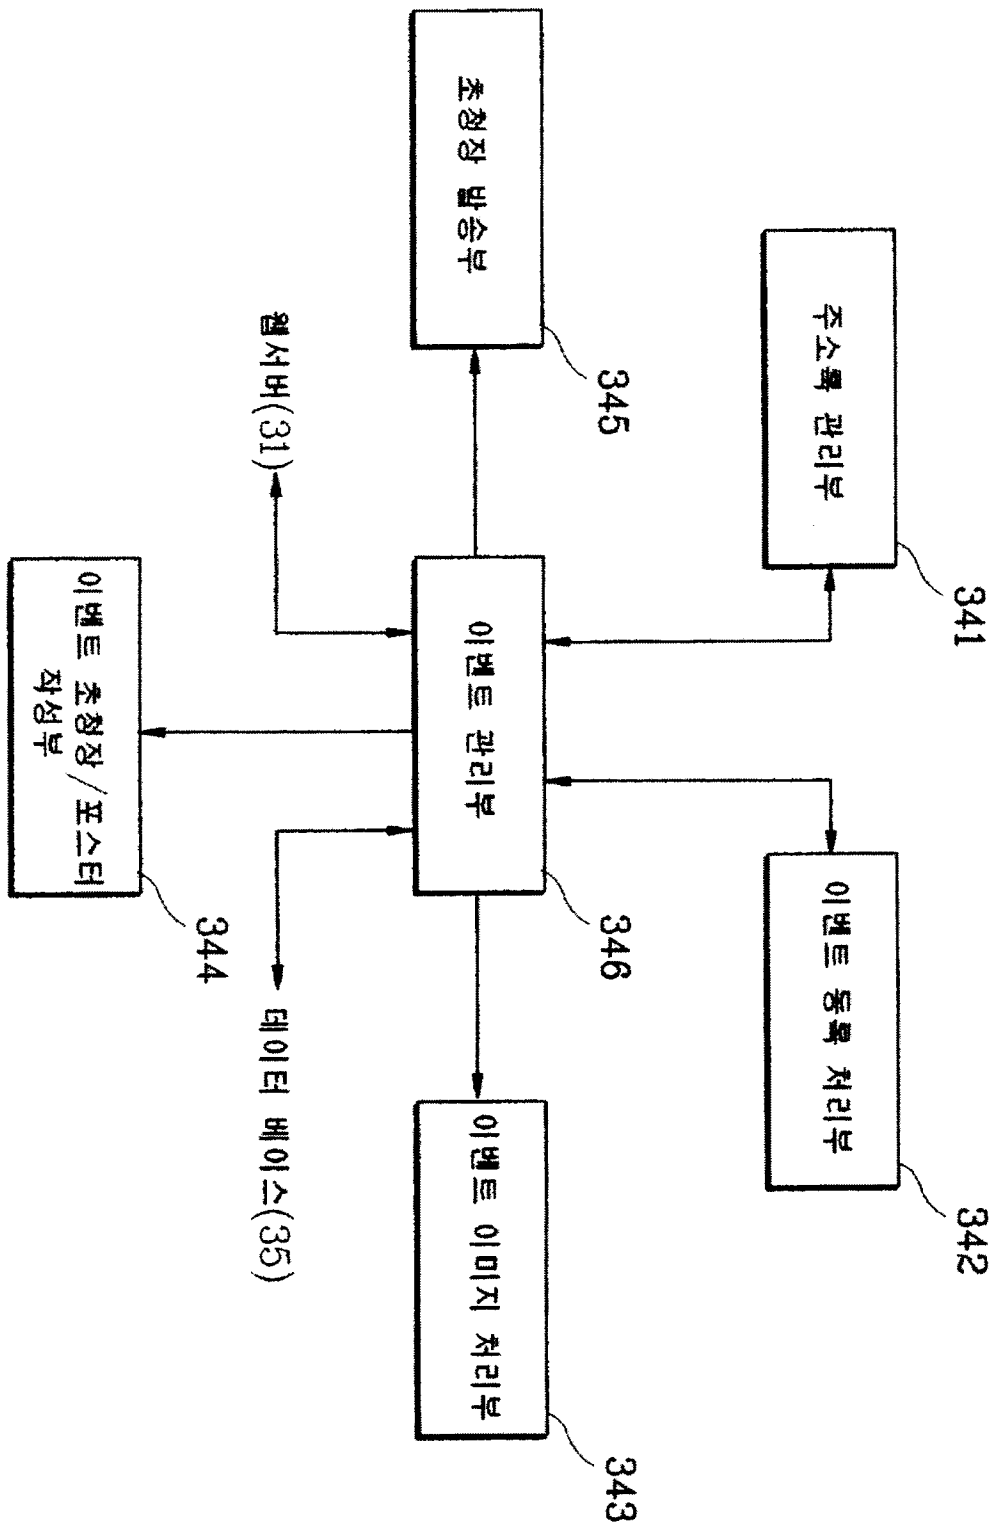 341
주소록 관리부
342
이벤트 등록 처리부
345
초청장 발송부
346
이벤트 관리부
343
이벤트 이미지 처리부
웹서버(31)
데이터 베이스(35)
344
이벤트 초청장/포스터
작성부